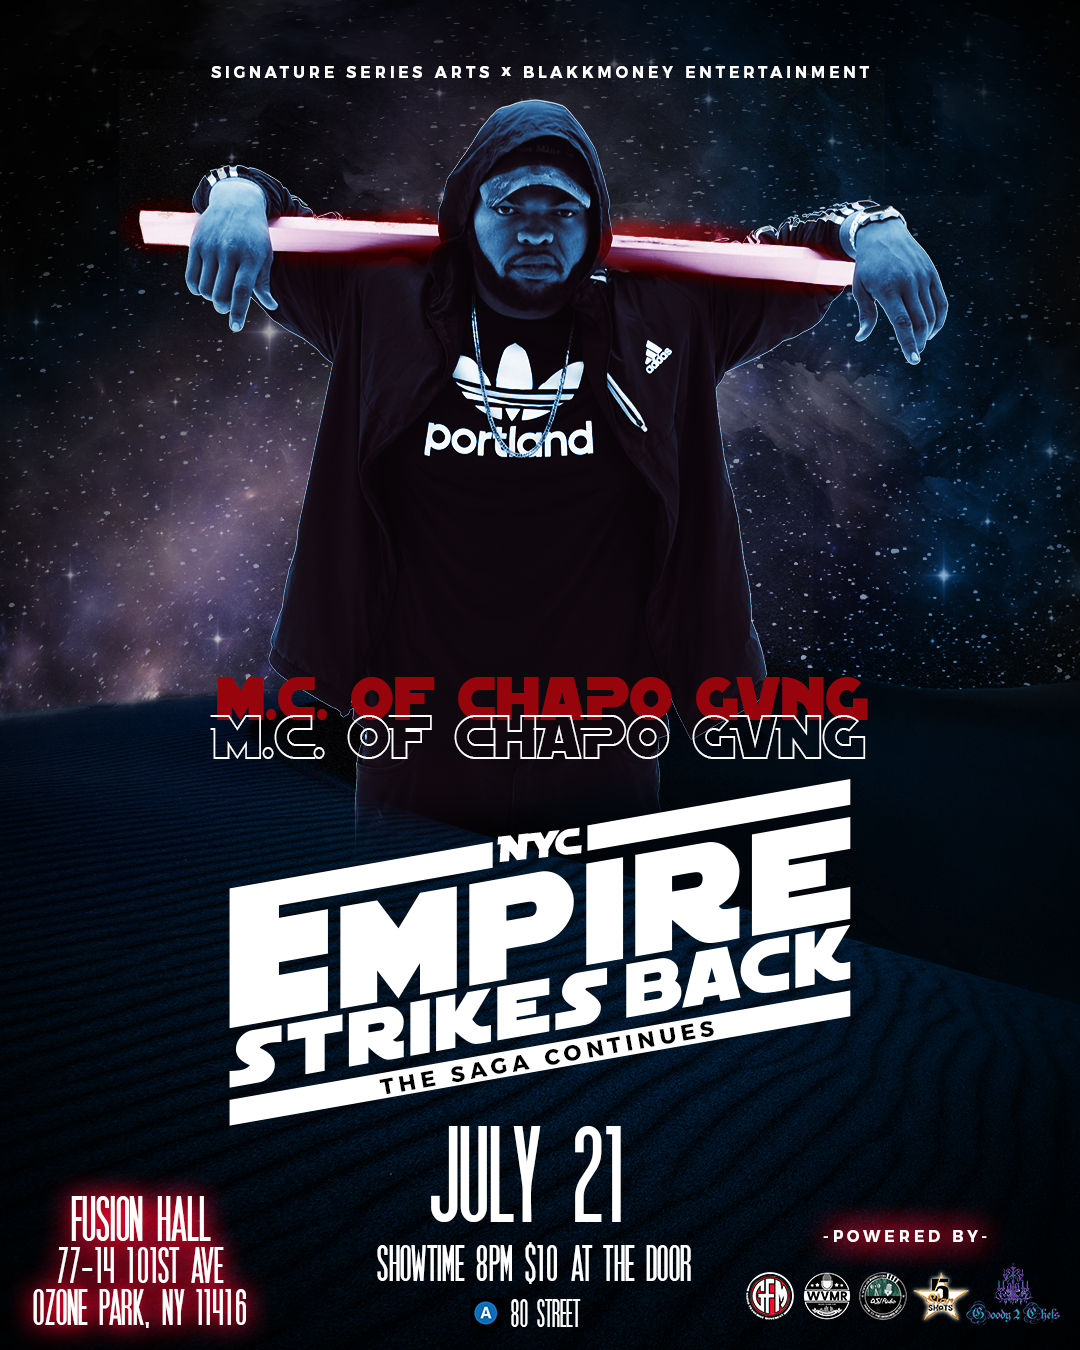 SIGNATURE SERIES ARTS x BLAKKMONEY ENTERTAINMENT
adidas
portland
M.C. OF CHAPO GVNG
M.C. OF CHAPO GVNG
NYC
EMPIRE
STRIKES BACK
THE SAGA CONTINUES
JULY 21
SHOWTIME 8PM $10 AT THE DOOR
A 80 STREET
FUSION HALL
77-14 101ST AVE
OZONE PARK, NY 11416
-POWERED BY-
GFM
WVMR
5
SHOTS
Goody 2 Chels